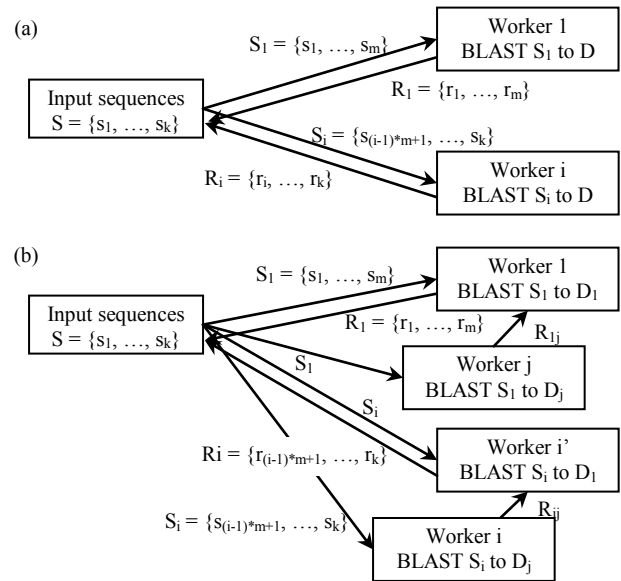 (a)
Worker 1
BLAST S₁ to D
S₁ = {s₁, …, sₘ}
R₁ = {r₁, …, rₘ}
Input sequences
S = {s₁, …, sₖ}
Sᵢ = {s₍ᵢ₋₁₎*ₘ₊₁, …, sₖ}
Rᵢ = {rᵢ, …, rₖ}
Worker i
BLAST Sᵢ to D
(b)
Worker 1
BLAST S₁ to D₁
S₁ = {s₁, …, sₘ}
Input sequences
S = {s₁, …, sₖ}
R₁ = {r₁, …, rₘ}
R₁ⱼ
S₁
Worker j
BLAST S₁ to Dⱼ
Sᵢ
Worker i’
BLAST Sᵢ to D₁
Ri = {r₍ᵢ₋₁₎*ₘ₊₁, …, rₖ}
Rᵢⱼ
Sᵢ = {s₍ᵢ₋₁₎*ₘ₊₁, …, sₖ}
Worker i
BLAST Sᵢ to Dⱼ